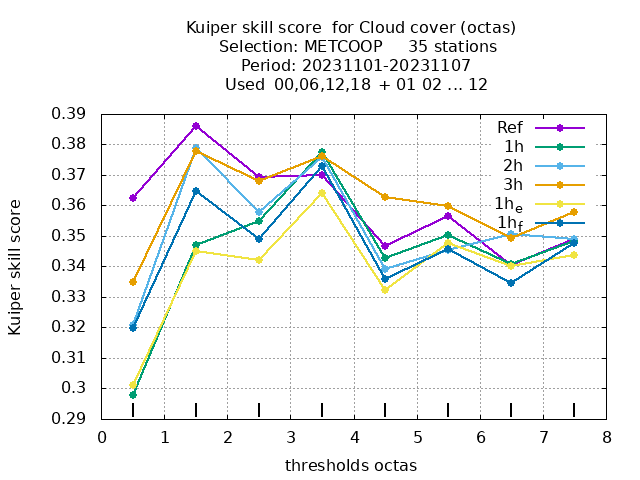 Kuiper skill score  for Cloud cover (octas)
Selection: METCOOP     35 stations
Period: 20231101-20231107
Used  00,06,12,18  + 01 02 ... 12
0.39
0.38
0.37
0.36
0.35
0.34
0.33
0.32
0.31
0.3
0.29
Kuiper skill score
Ref
1h
2h
3h
1he
1hf
0 1 2 3 4 5 6 7 8
thresholds octas